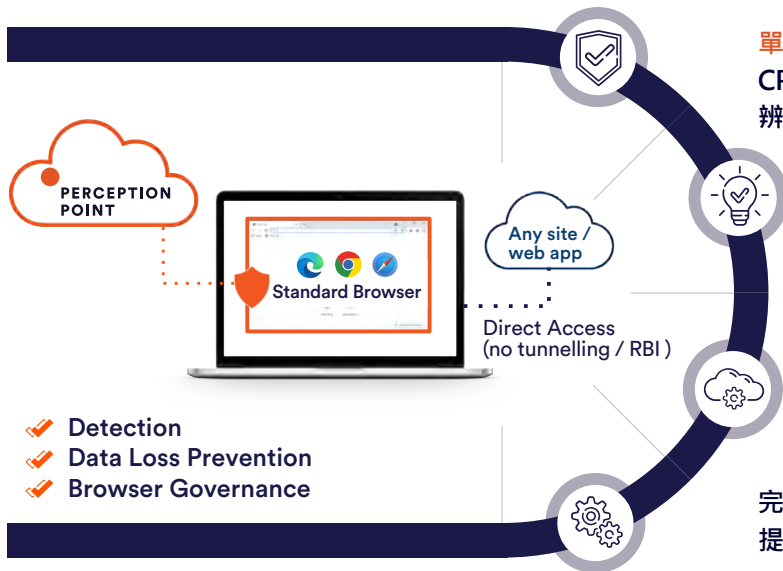 單
CP
辨
PERCEPTION
POINT
Any site /
web app
Standard Browser
Direct Access
(no tunnelling / RBI )
Detection
Data Loss Prevention
Browser Governance
完
提